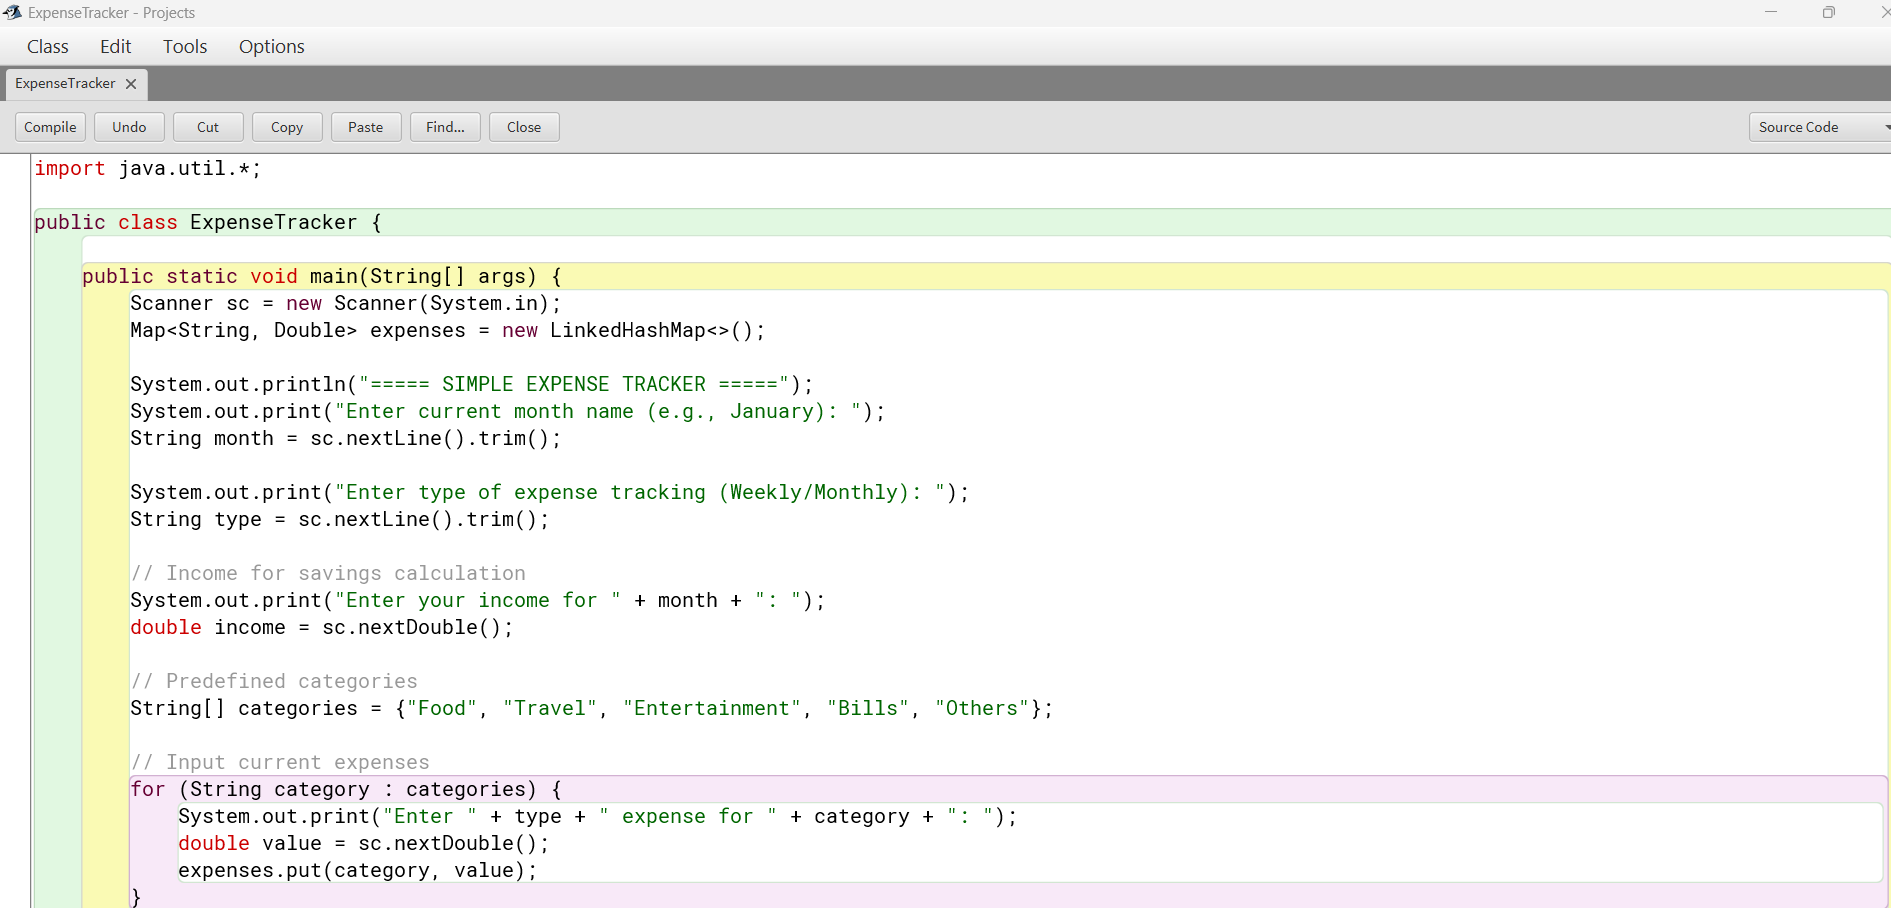 ExpenseTracker - Projects
Class Edit Tools Options
ExpenseTracker
Compile Undo Cut Copy Paste Find... Close Source Code
import java.util.*;
public class ExpenseTracker {
public static void main(String[] args) {
Scanner sc = new Scanner(System.in);
Map<String, Double> expenses = new LinkedHashMap<>();
System.out.println("===== SIMPLE EXPENSE TRACKER =====");
System.out.print("Enter current month name (e.g., January): ");
String month = sc.nextLine().trim();
System.out.print("Enter type of expense tracking (Weekly/Monthly): ");
String type = sc.nextLine().trim();
// Income for savings calculation
System.out.print("Enter your income for " + month + ": ");
double income = sc.nextDouble();
// Predefined categories
String[] categories = {"Food", "Travel", "Entertainment", "Bills", "Others"};
// Input current expenses
for (String category : categories) {
System.out.print("Enter " + type + " expense for " + category + ": ");
double value = sc.nextDouble();
expenses.put(category, value);
}